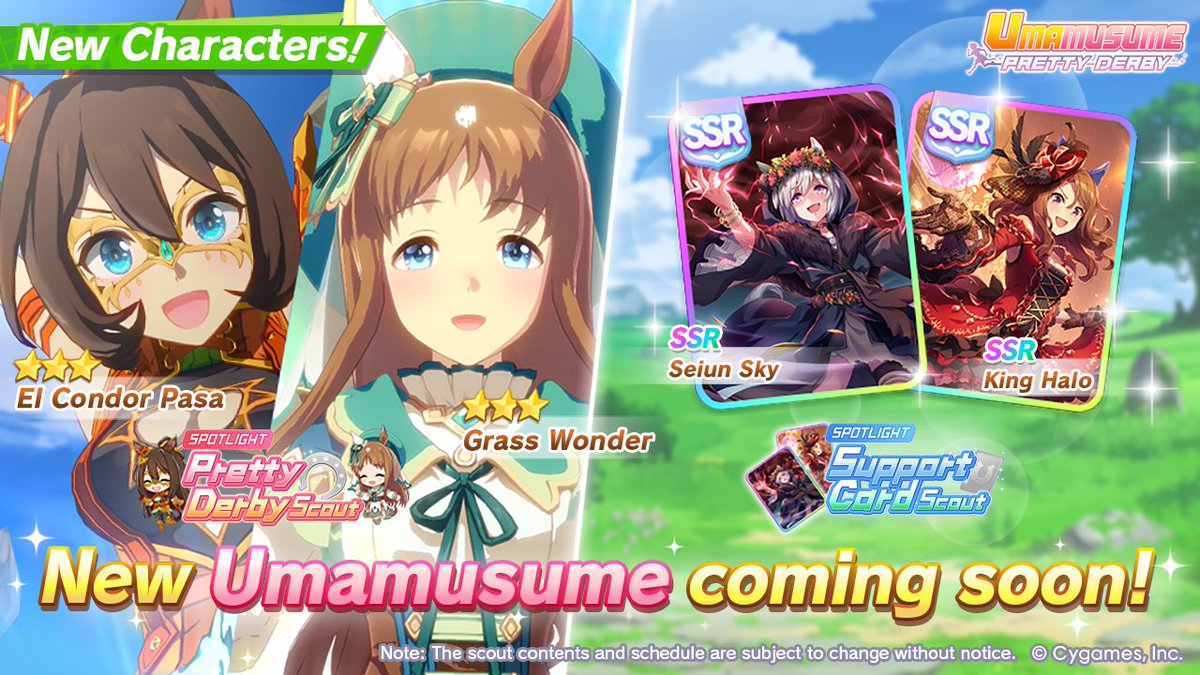 New Characters!
UMAMUSUME
PRETTY DERBY
SSR
SSR
SSR
Seiun Sky
SSR
King Halo
El Condor Pasa
Grass Wonder
SPOTLIGHT
Pretty
Derby Scout
SPOTLIGHT
Support
Card Scout
New Umamusume coming soon!
Note: The scout contents and schedule are subject to change without notice. © Cygames, Inc.